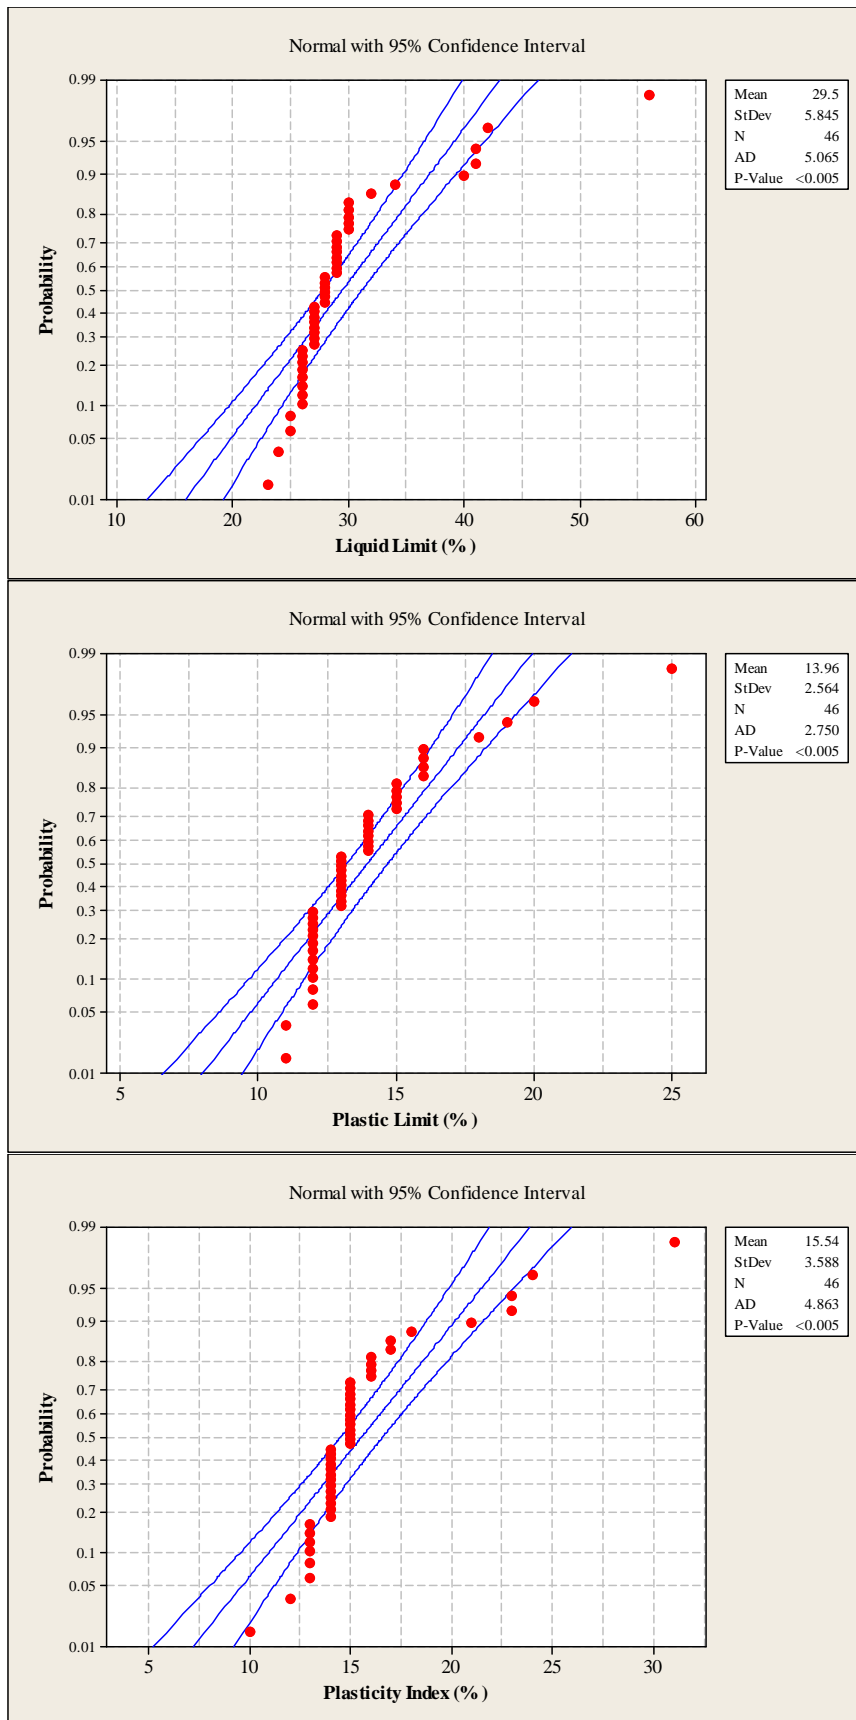 Normal with 95% Confidence Interval
0.99
0.95
0.9
0.8
0.7
0.6
0.5
0.4
0.3
0.2
0.1
0.05
0.01
Probability
10 20 30 40 50 60
Liquid Limit (%)
Mean 29.5
StDev 5.845
N 46
AD 5.065
P-Value <0.005
Normal with 95% Confidence Interval
0.99
0.95
0.9
0.8
0.7
0.6
0.5
0.4
0.3
0.2
0.1
0.05
0.01
Probability
5 10 15 20 25
Plastic Limit (%)
Mean 13.96
StDev 2.564
N 46
AD 2.750
P-Value <0.005
Normal with 95% Confidence Interval
0.99
0.95
0.9
0.8
0.7
0.6
0.5
0.4
0.3
0.2
0.1
0.05
0.01
Probability
5 10 15 20 25 30
Plasticity Index (%)
Mean 15.54
StDev 3.588
N 46
AD 4.863
P-Value <0.005